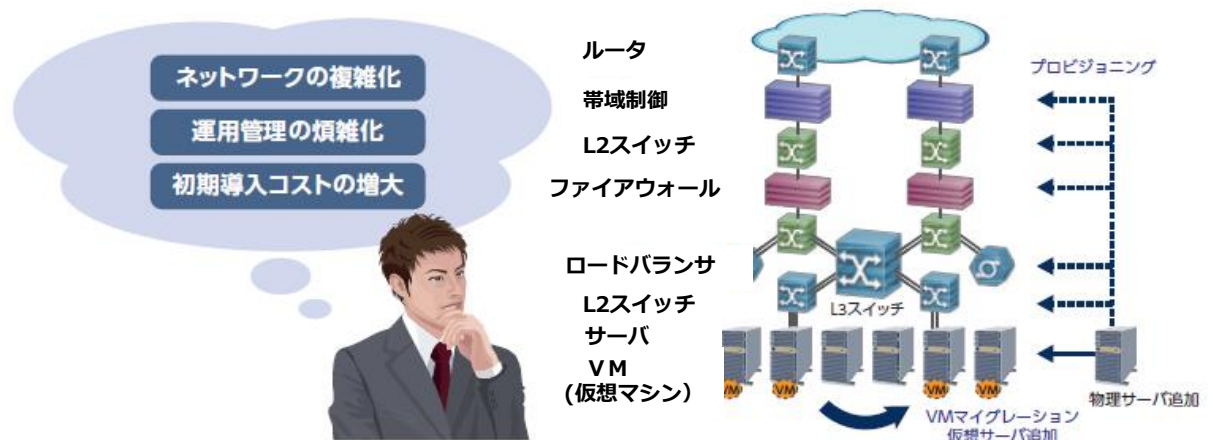 ネットワークの複雑化
運用管理の煩雑化
初期導入コストの増大
ルータ
帯域制御
L2スイッチ
ファイアウォール
ロードバランサ
L2スイッチ
サーバ
ＶＭ
(仮想マシン）
プロビジョニング
L3スイッチ
VM
VM
VM
VM
物理サーバ追加
VMマイグレーション
仮想サーバ追加